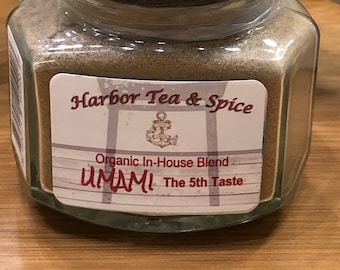 Harbor Tea & Spice
Organic In-House Blend
UMAMI The 5th Taste